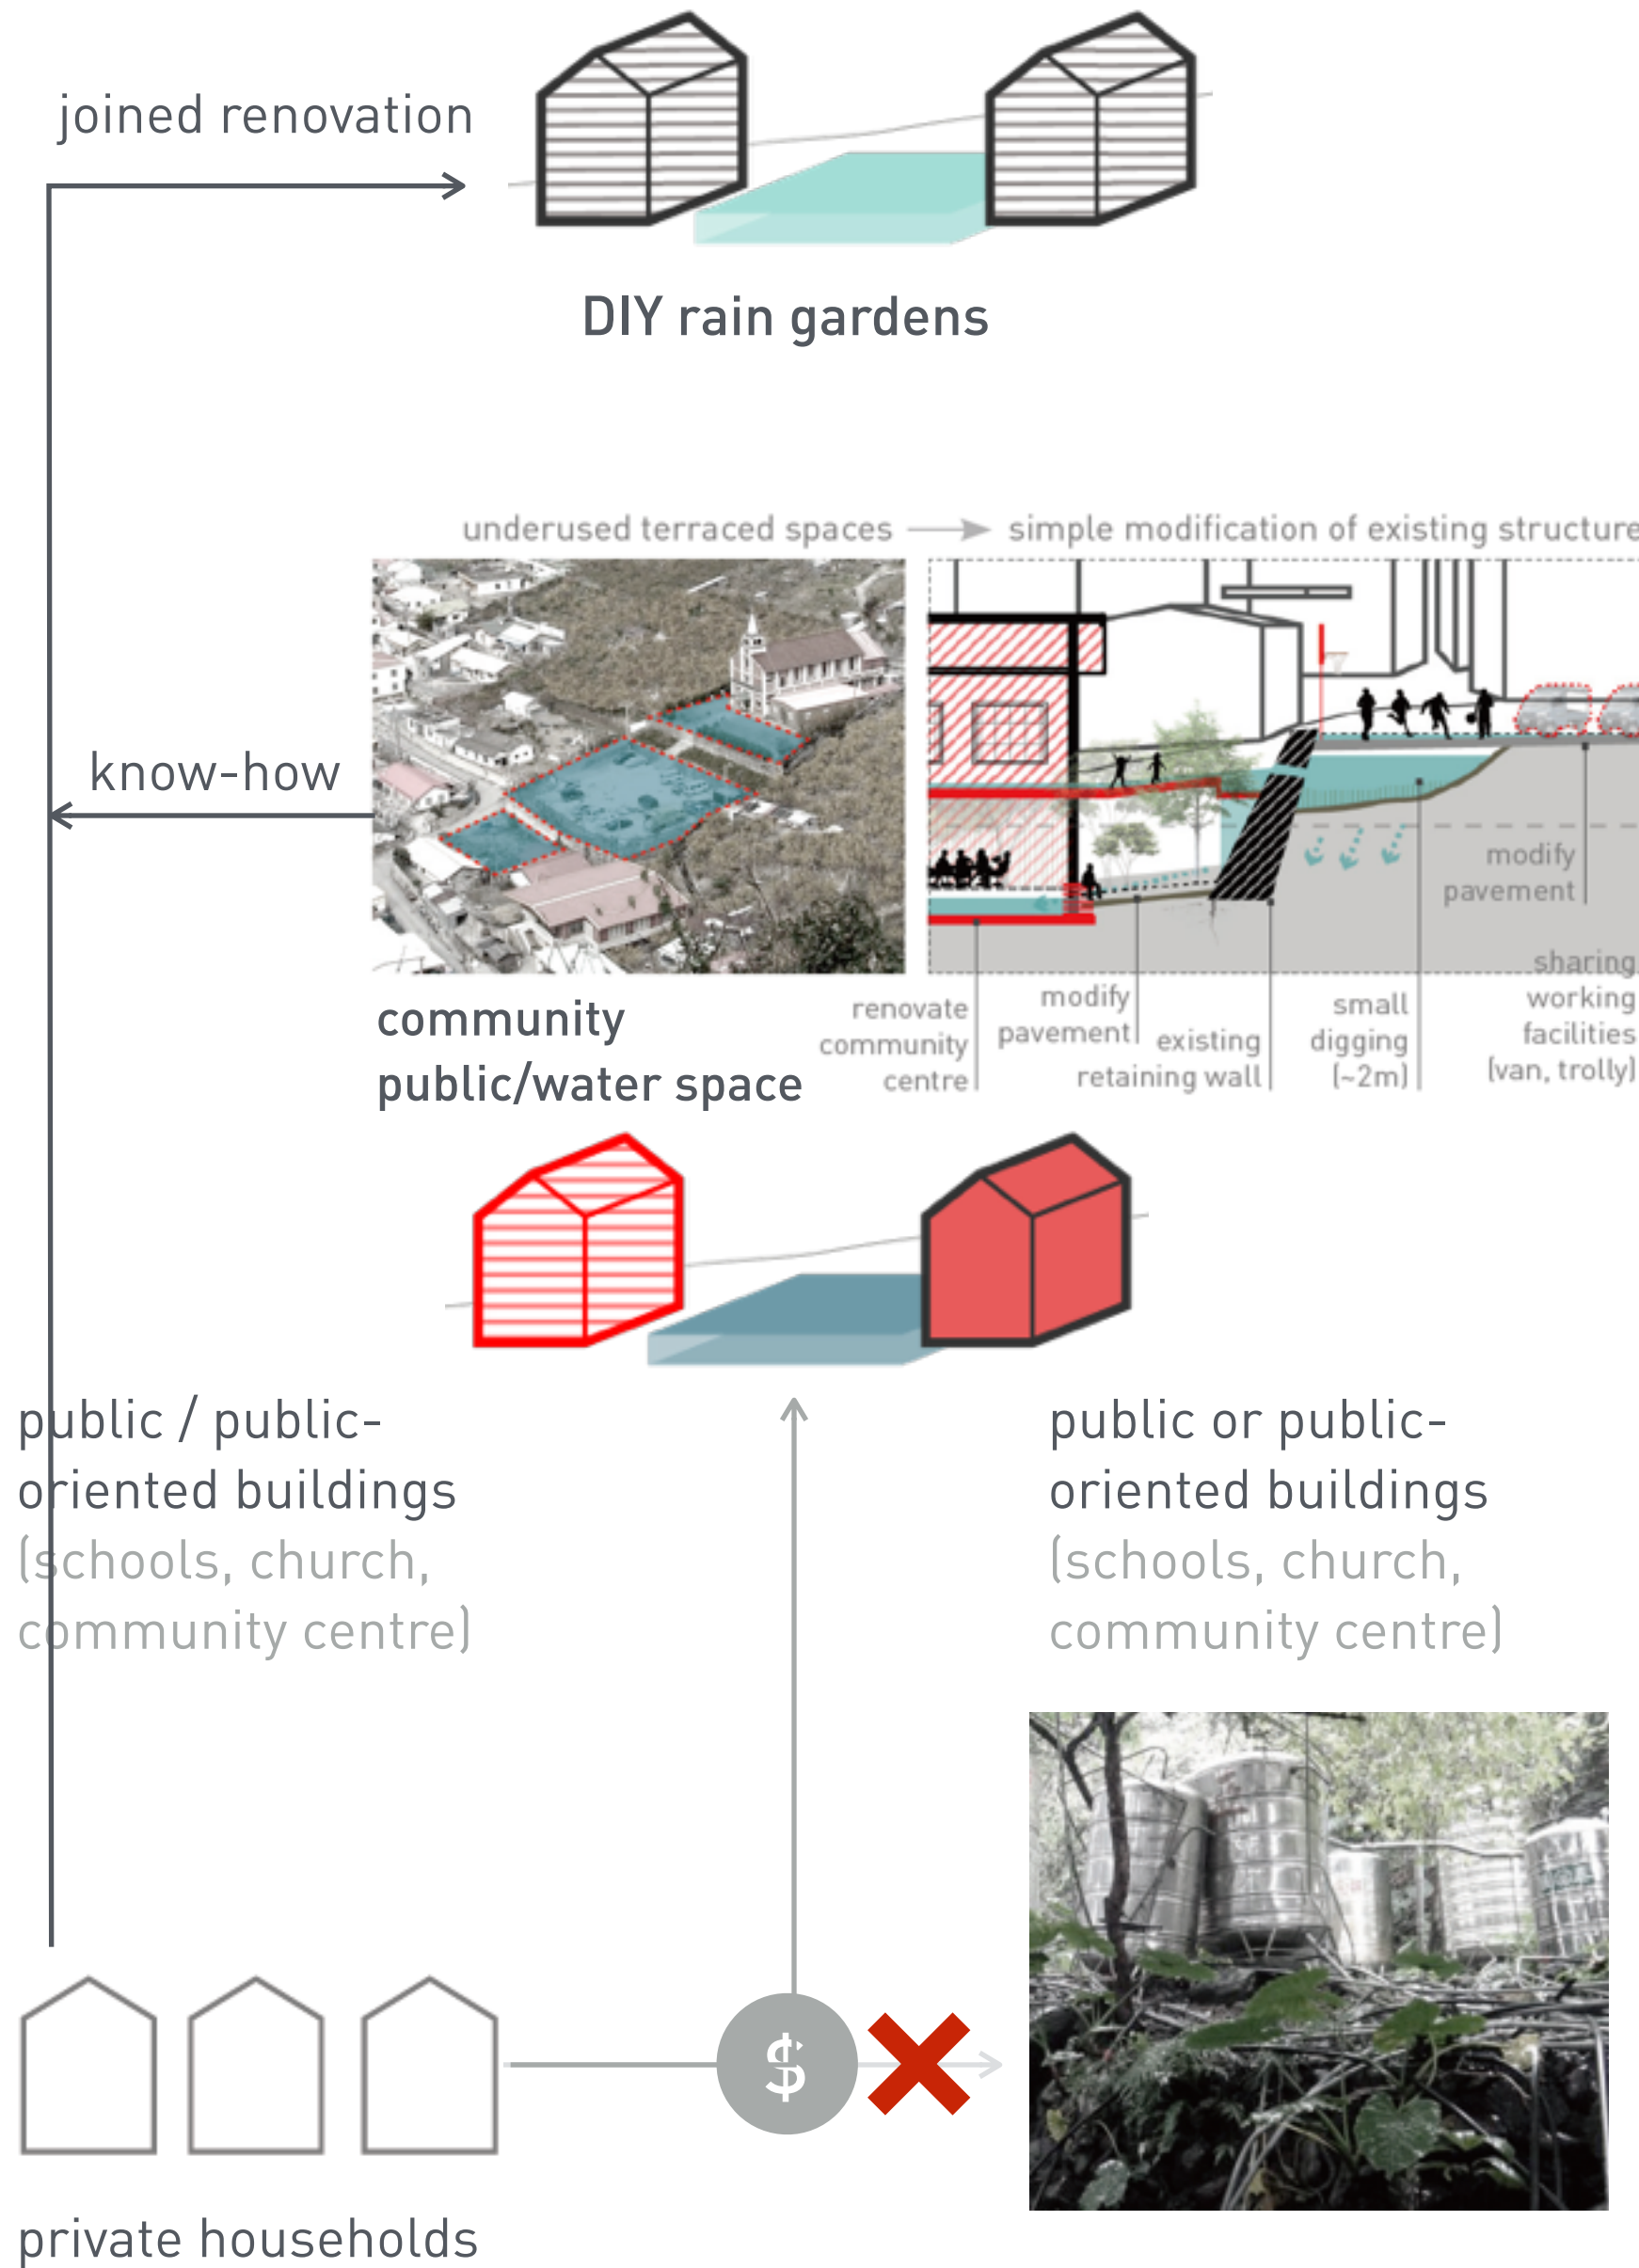 joined renovation
DIY rain gardens
underused terraced spaces
simple modification of existing structure
know-how
modify
pavement
community
public/water space
renovate
community
centre
modify
pavement
existing
retaining wall
small
digging
(~2m)
sharing
working
facilities
(van, trolly)
public / public-
oriented buildings
(schools, church,
community centre)
public or public-
oriented buildings
(schools, church,
community centre)
$
private households